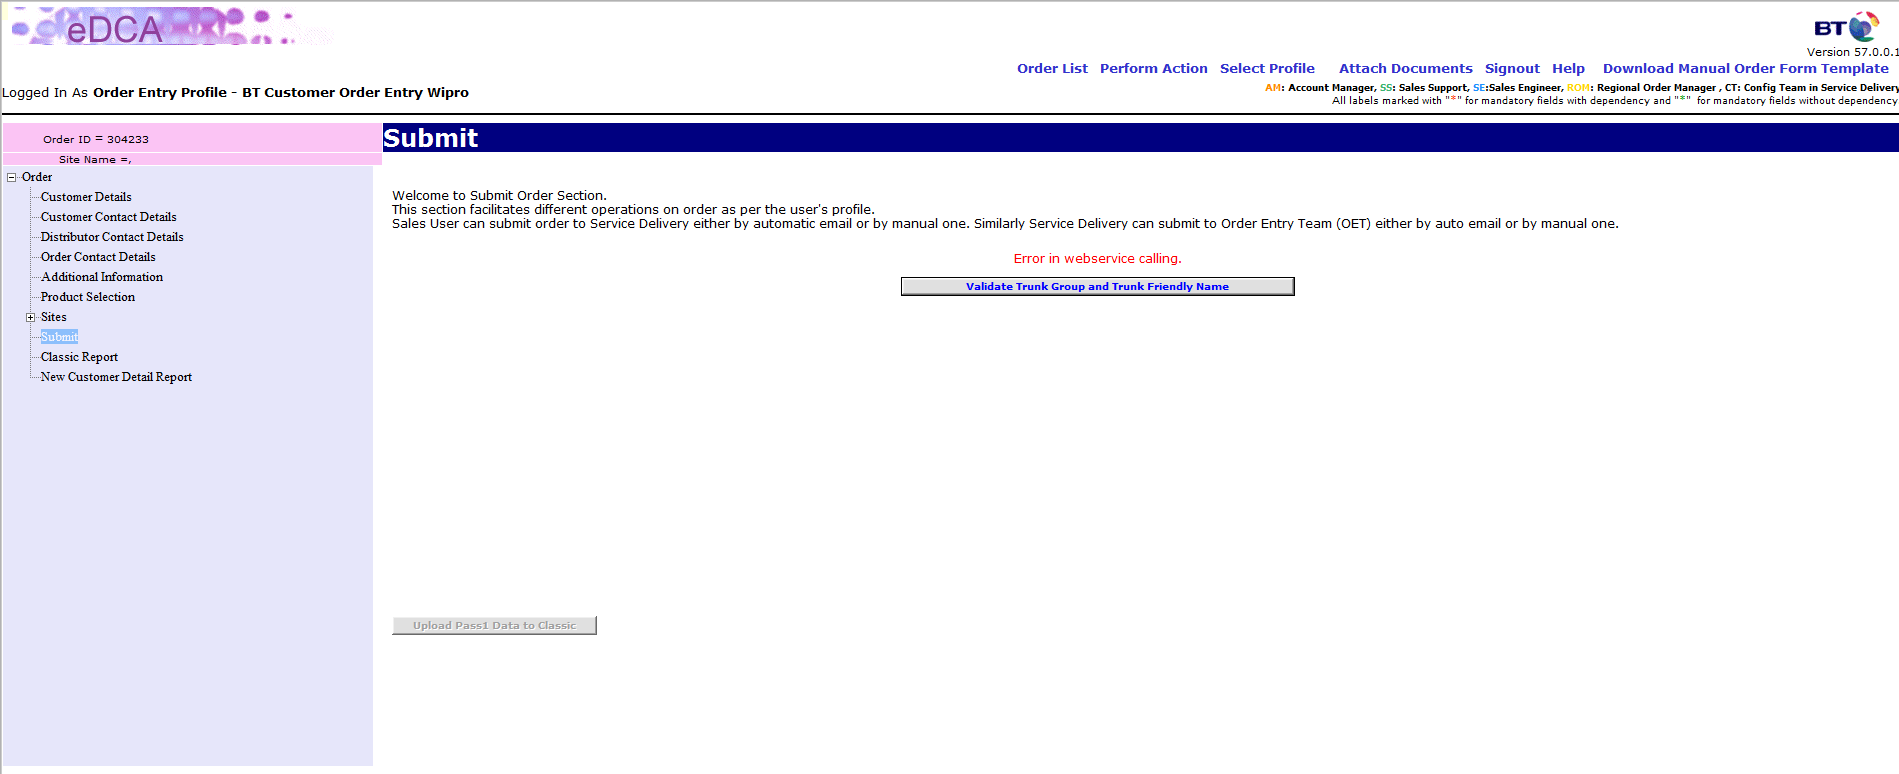 eDCA
BT
Version 57.0.0.1
Order List Perform Action Select Profile Attach Documents Signout Help Download Manual Order Form Template
Logged In As Order Entry Profile - BT Customer Order Entry Wipro
AM: Account Manager, SS: Sales Support, SE:Sales Engineer, ROM: Regional Order Manager , CT: Config Team in Service Delivery
All labels marked with "*" for mandatory fields with dependency and "*" for mandatory fields without dependency
Order ID = 304233
Site Name =,
Submit
Order
Customer Details
Customer Contact Details
Distributor Contact Details
Order Contact Details
Additional Information
Product Selection
Sites
Submit
Classic Report
New Customer Detail Report
Welcome to Submit Order Section.
This section facilitates different operations on order as per the user's profile.
Sales User can submit order to Service Delivery either by automatic email or by manual one. Similarly Service Delivery can submit to Order Entry Team (OET) either by auto email or by manual one.
Error in webservice calling.
Validate Trunk Group and Trunk Friendly Name
Upload Pass1 Data to Classic